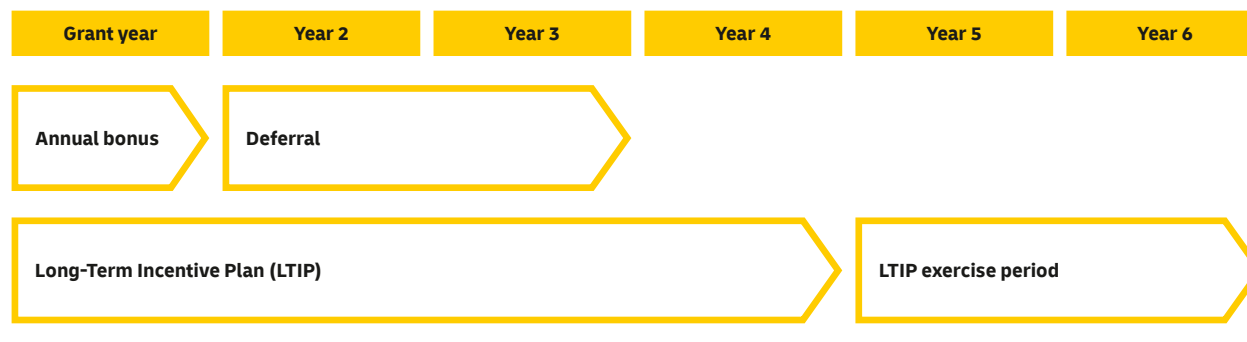 Grant year
Year 2
Year 3
Year 4
Year 5
Year 6
Annual bonus
Deferral
Long-Term Incentive Plan (LTIP)
LTIP exercise period